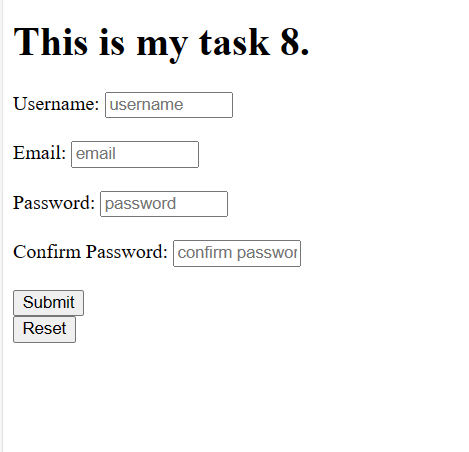 This is my task 8.
Username: username
Email: email
Password: password
Confirm Password: confirm passwor
Submit
Reset